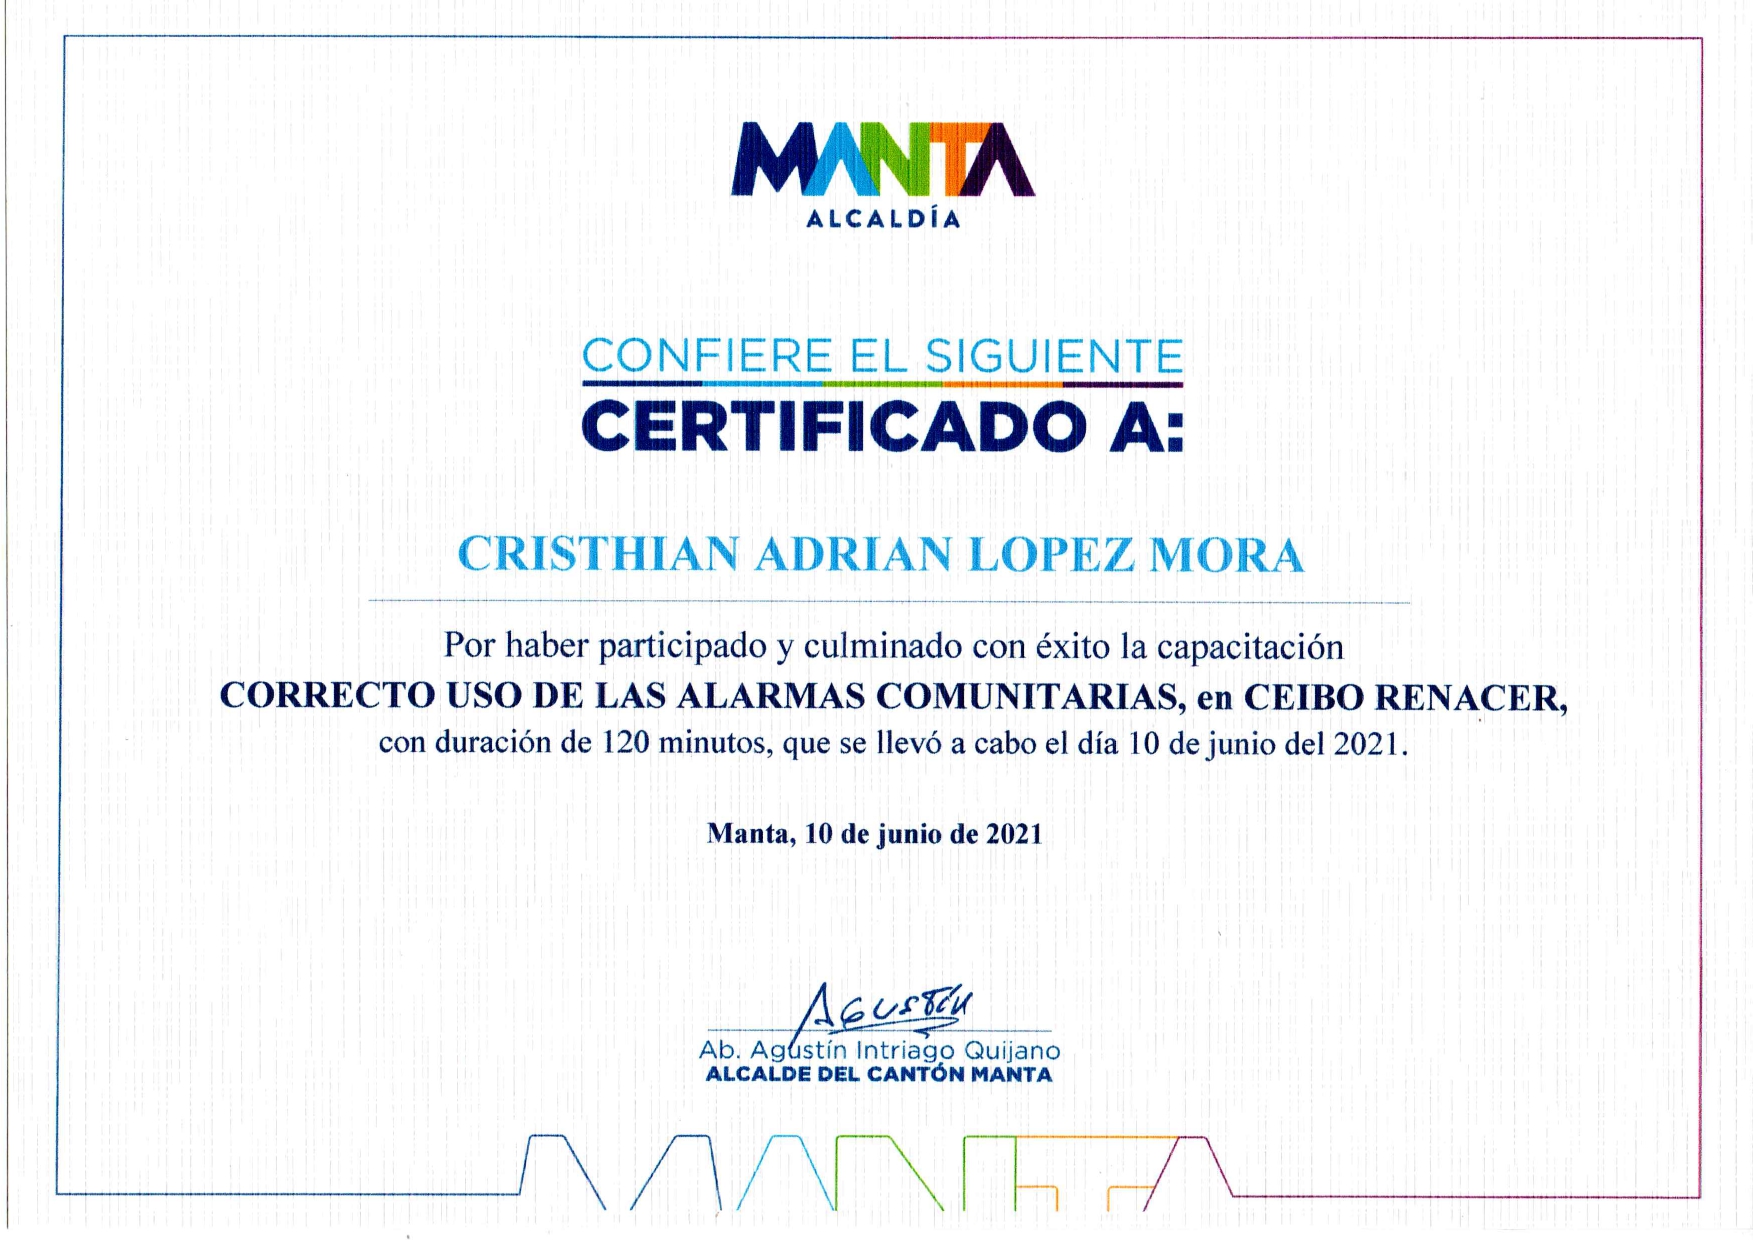 MANTA
ALCALDÍA
CONFIERE EL SIGUIENTE
CERTIFICADO A:
CRISTHIAN ADRIAN LOPEZ MORA
Por haber participado y culminado con éxito la capacitación
CORRECTO USO DE LAS ALARMAS COMUNITARIAS, en CEIBO RENACER,
con duración de 120 minutos, que se llevó a cabo el día 10 de junio del 2021.
Manta, 10 de junio de 2021
Agustín
Ab. Agustín Intriago Quijano
ALCALDE DEL CANTÓN MANTA
MANTA